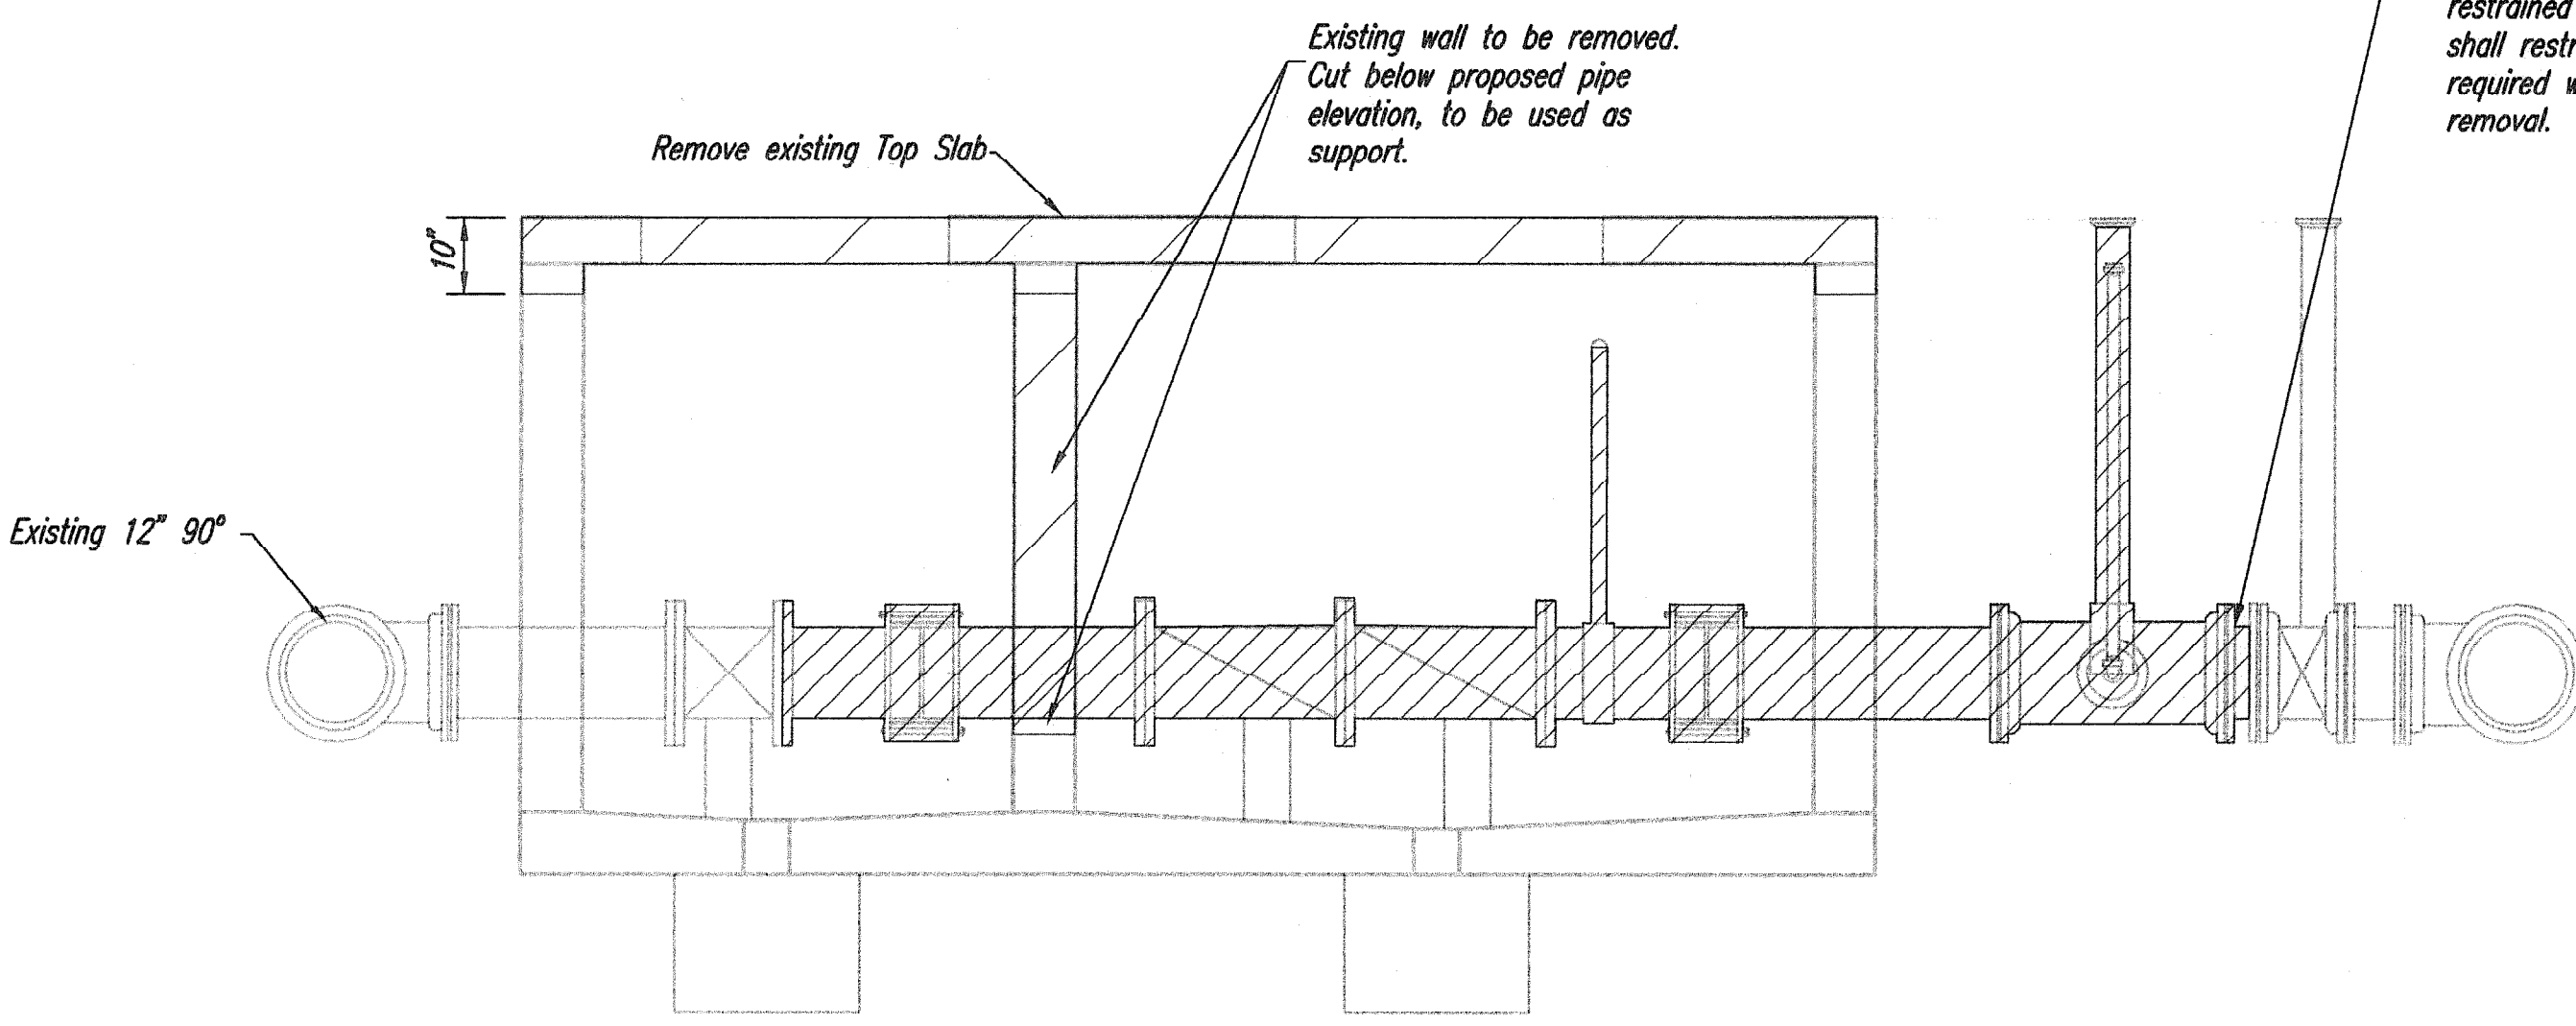 restrained
shall restr
required w
removal.
Existing wall to be removed.
Cut below proposed pipe
elevation, to be used as
support.
Remove existing Top Slab
10"
Existing 12" 90°